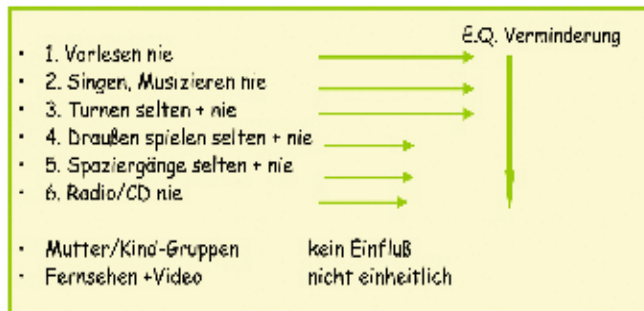 E.Q. Verminderung
• 1. Vorlesen nie
• 2. Singen, Musizieren nie
• 3. Turnen selten + nie
• 4. Draußen spielen selten + nie
• 5. Spaziergänge selten + nie
• 6. Radio/CD nie
• Mutter/Kind-Gruppen kein Einfluß
• Fernsehen +Video nicht einheitlich